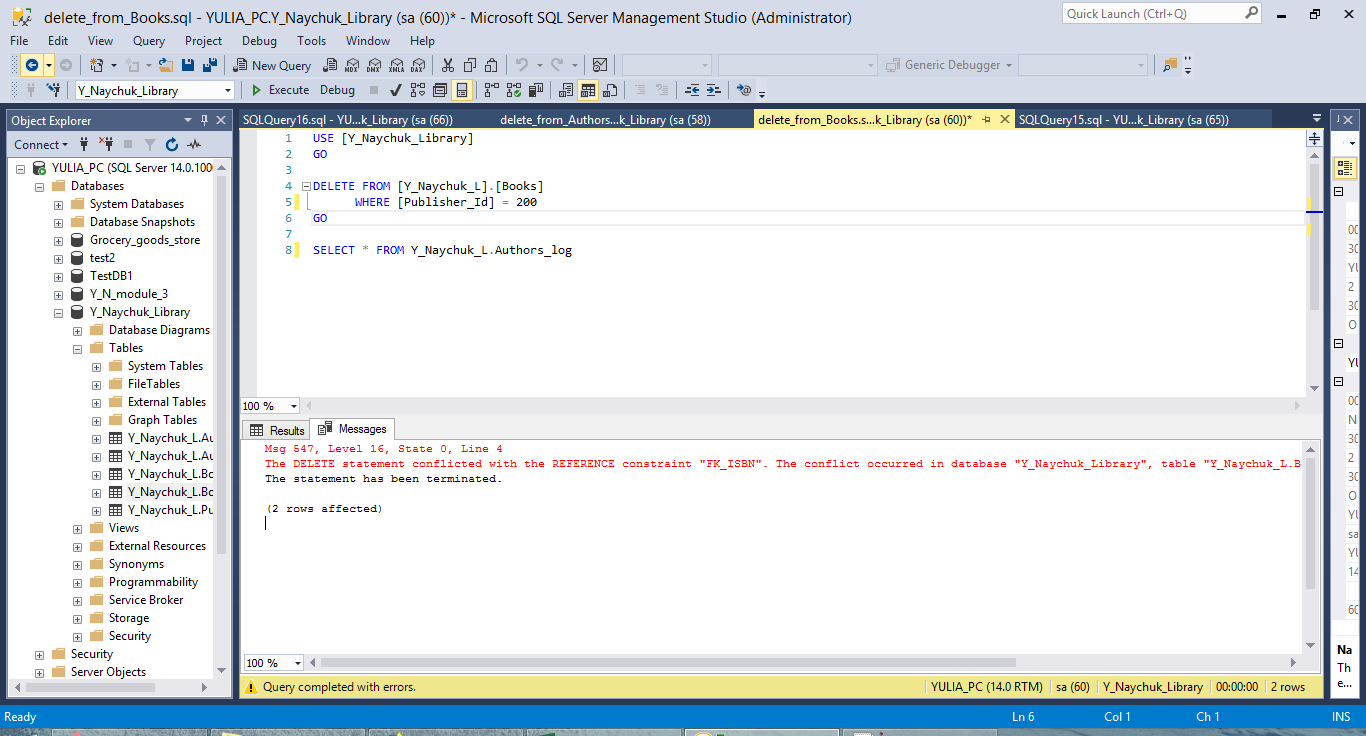 delete_from_Books.sql - YULIA_PC.Y_Naychuk_Library (sa (60))* - Microsoft SQL Server Management Studio (Administrator)
Quick Launch (Ctrl+Q)
File Edit View Query Project Debug Tools Window Help
New Query MDX DMX XMLA DAX Generic Debugger
Y_Naychuk_Library Execute Debug
Object Explorer
Connect
YULIA_PC (SQL Server 14.0.100
Databases
System Databases
Database Snapshots
Grocery_goods_store
test2
TestDB1
Y_N_module_3
Y_Naychuk_Library
Database Diagrams
Tables
System Tables
FileTables
External Tables
Graph Tables
Y_Naychuk_L.Au
Y_Naychuk_L.Au
Y_Naychuk_L.Bo
Y_Naychuk_L.Bo
Y_Naychuk_L.Pu
Views
External Resources
Synonyms
Programmability
Service Broker
Storage
Security
Security
Server Objects
SQLQuery16.sql - YU...k_Library (sa (66)) delete_from_Authors...k_Library (sa (58)) delete_from_Books.s...k_Library (sa (60))* SQLQuery15.sql - YU...k_Library (sa (65))
1 USE [Y_Naychuk_Library]
2 GO
3
4 DELETE FROM [Y_Naychuk_L].[Books]
5 WHERE [Publisher_Id] = 200
6 GO
7
8 SELECT * FROM Y_Naychuk_L.Authors_log
100 %
Results Messages
Msg 547, Level 16, State 0, Line 4
The DELETE statement conflicted with the REFERENCE constraint "FK_ISBN". The conflict occurred in database "Y_Naychuk_Library", table "Y_Naychuk_L.B
The statement has been terminated.
(2 rows affected)
100 %
Query completed with errors. YULIA_PC (14.0 RTM) sa (60) Y_Naychuk_Library 00:00:00 2 rows
00
30
YU
2
30
O
YU
00
N
30
2
30
O
YU
sa
YU
14
60
Na
Th
e...
Ready Ln 6 Col 1 Ch 1 INS